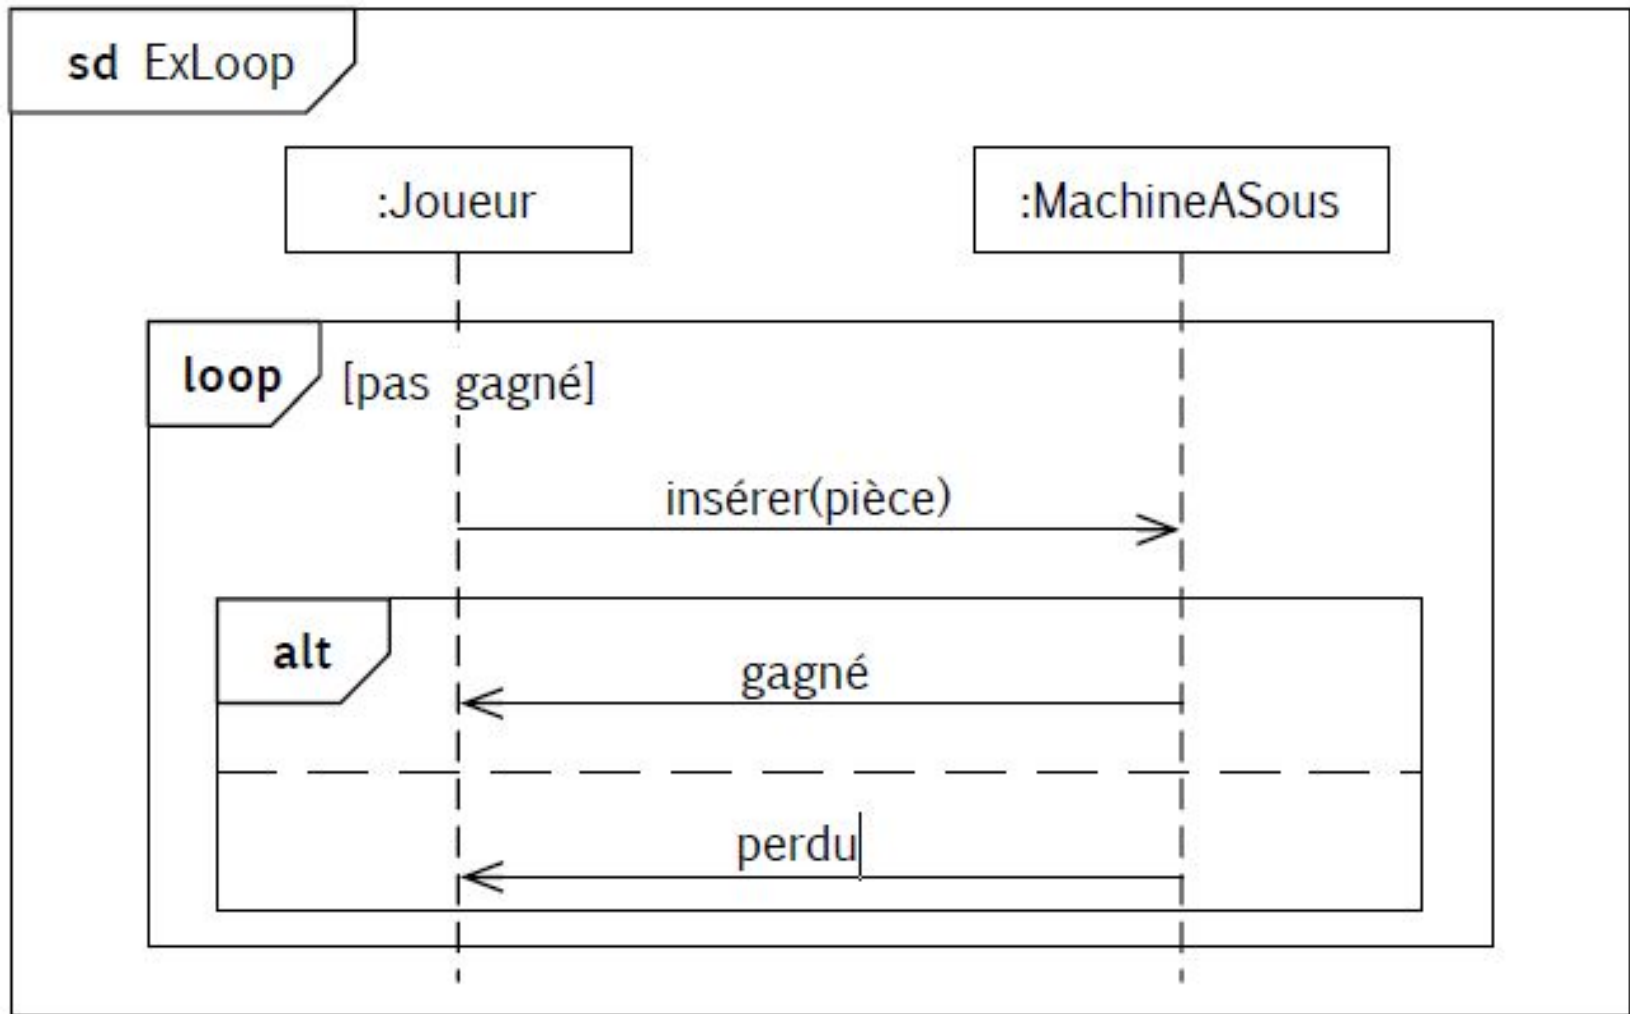 sd ExLoop
:Joueur
:MachineASous
loop [pas gagné]
insérer(pièce)
alt
gagné
perdu